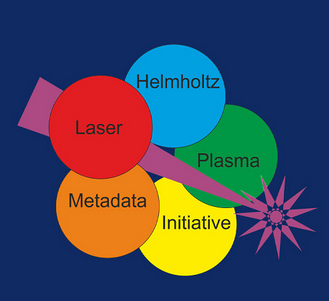 Helmholtz
Laser
Plasma
Metadata
Initiative